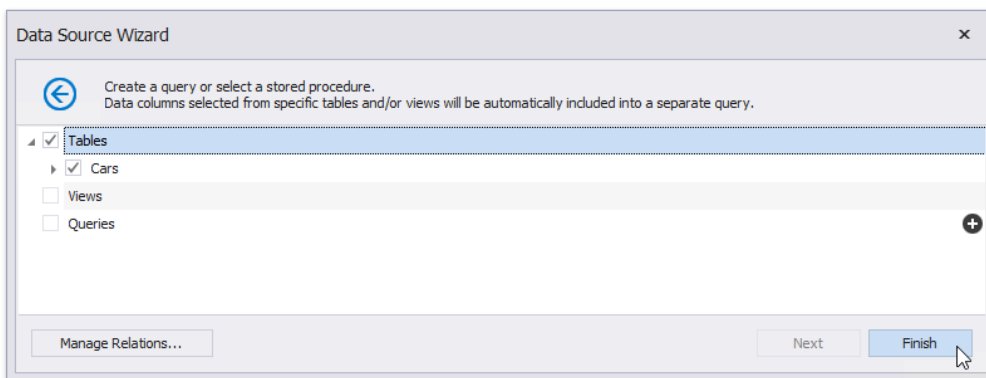 Data Source Wizard
Create a query or select a stored procedure.
Data columns selected from specific tables and/or views will be automatically included into a separate query.
Tables
Cars
Views
Queries
Manage Relations...
Next
Finish